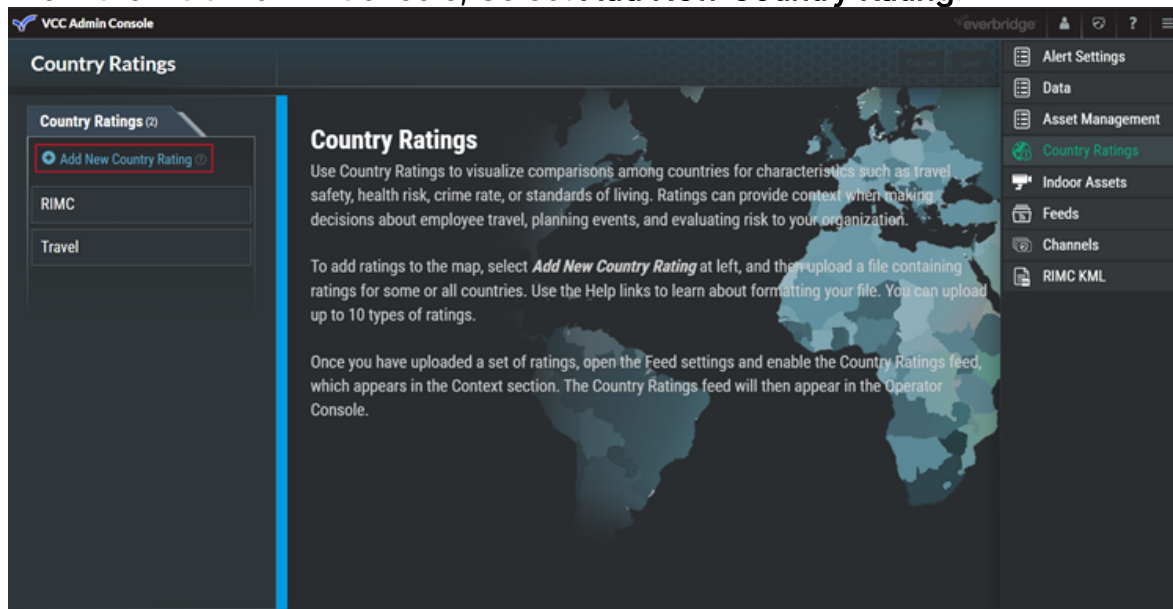 VCC Admin Console
everbridge
?
Country Ratings
Cancel
Save
Country Ratings (2)
Add New Country Rating
RIMC
Travel
Country Ratings
Use Country Ratings to visualize comparisons among countries for characteristics such as travel
safety, health risk, crime rate, or standards of living. Ratings can provide context when making
decisions about employee travel, planning events, and evaluating risk to your organization.
To add ratings to the map, select Add New Country Rating at left, and then upload a file containing
ratings for some or all countries. Use the Help links to learn about formatting your file. You can upload
up to 10 types of ratings.
Once you have uploaded a set of ratings, open the Feed settings and enable the Country Ratings feed,
which appears in the Context section. The Country Ratings feed will then appear in the Operator
Console.
Alert Settings
Data
Asset Management
Country Ratings
Indoor Assets
Feeds
Channels
RIMC KML